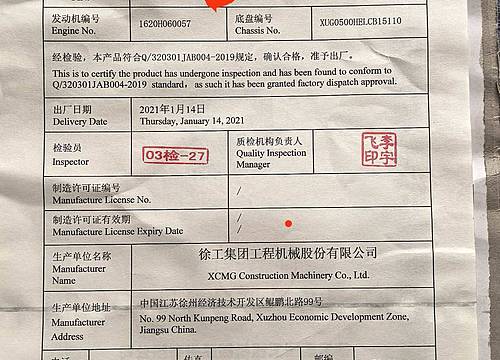 发动机编号 1620H060057 底盘编号 XUG0500HELCB15110
Engine No. Chassis No.
经检验，本产品符合Q/320301JAB004-2019规定，确认合格，准予出厂。
This is to certify the product has undergone inspection and has been found to conform to
Q/320301JAB004-2019 standard, as such it has been granted factory dispatch approval.
出厂日期 2021年1月14日
Delivery Date Thursday, January 14, 2021
检验员 03检-27 质检机构负责人 李宇飞印
Inspector Quality Inspection
Manager
制造许可证编号 /
Manufacture License No.
制造许可证有效期 /
Manufacture License Expiry Date /
生产单位名称 徐工集团工程机械股份有限公司
Manufacturer XCMG Construction Machinery Co., Ltd.
Name
生产单位地址 中国江苏徐州经济技术开发区鲲鹏北路99号
Manufacturer No. 99 North Kunpeng Road, Xuzhou Economic Development Zone,
Address Jiangsu China.